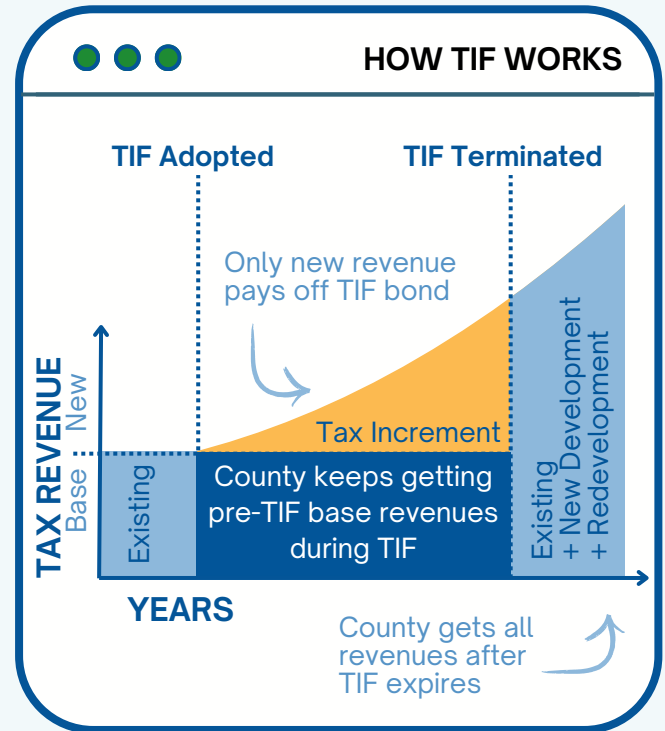 HOW TIF WORKS
TIF Adopted
TIF Terminated
Only new revenue
pays off TIF bond
TAX REVENUE
Base
New
Existing
Tax Increment
County keeps getting
pre-TIF base revenues
during TIF
Existing
+ New Development
+ Redevelopment
YEARS
County gets all
revenues after
TIF expires